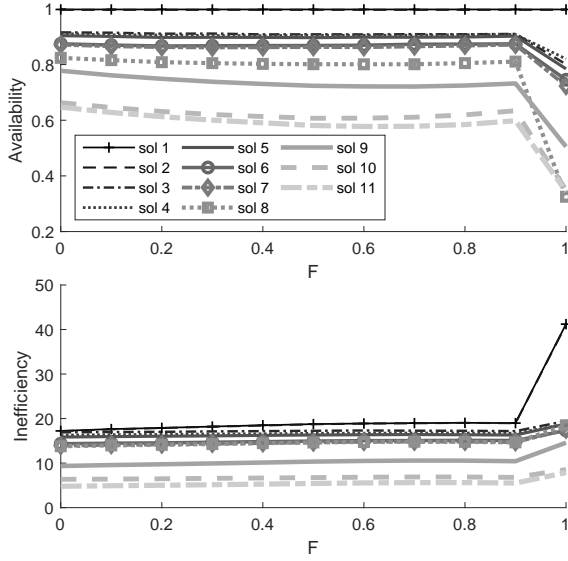 1
0.8
0.6
0.4
0.2
Availability
sol 1 sol 5 sol 9
sol 2 sol 6 sol 10
sol 3 sol 7 sol 11
sol 4 sol 8
0 0.2 0.4 0.6 0.8 1
F
50
40
30
20
10
0
Inefficiency
0 0.2 0.4 0.6 0.8 1
F